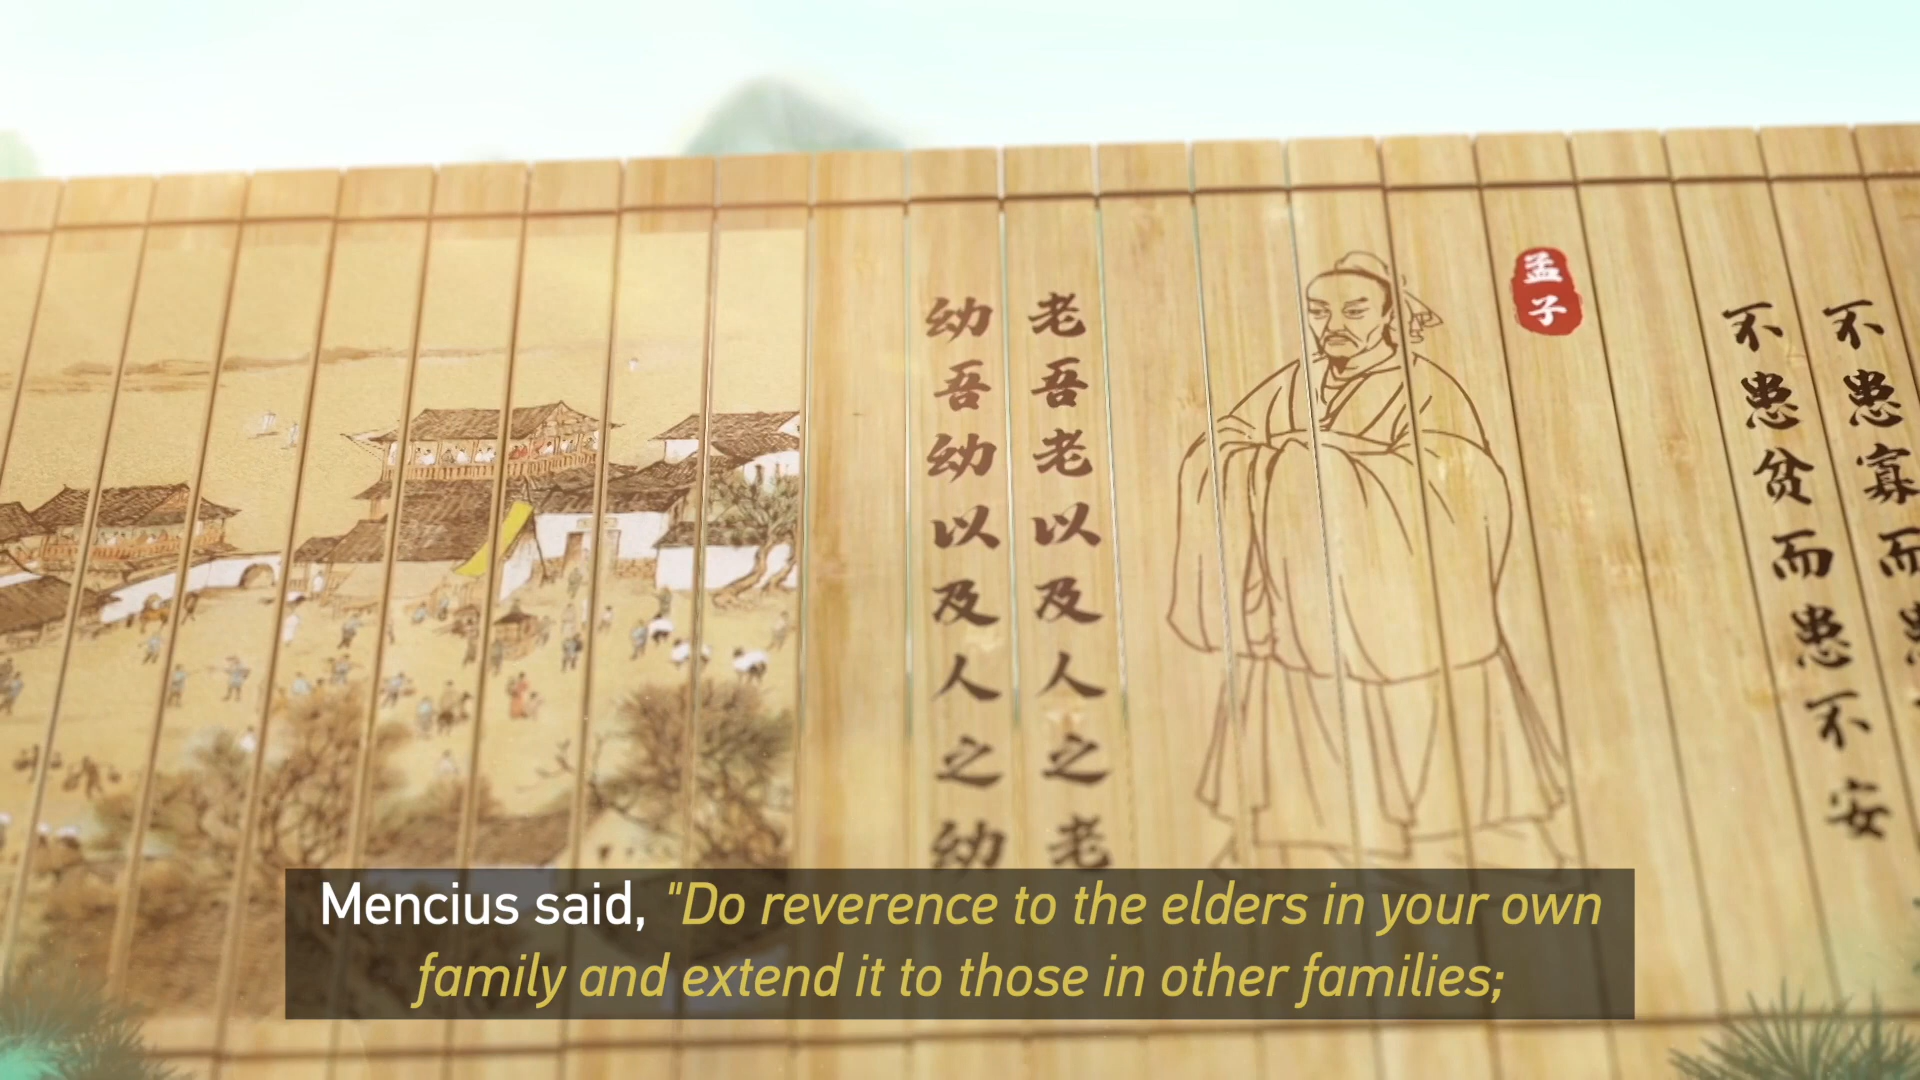 不患寡而
不患贫而患不安
孟子
老吾老以及人之老
幼吾幼以及人之幼
Mencius said, "Do reverence to the elders in your own
family and extend it to those in other families;